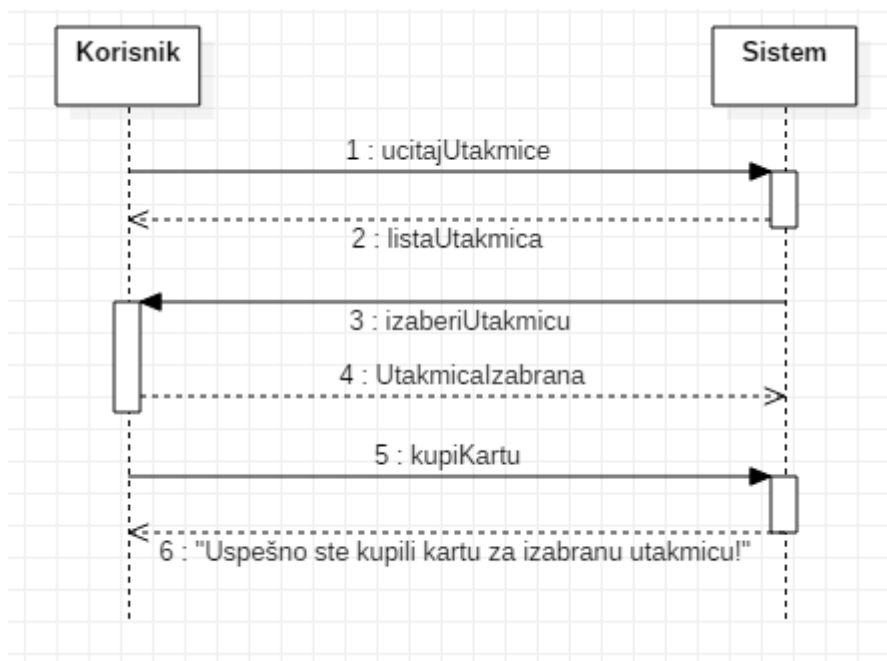 Korisnik
Sistem
1 : ucitajUtakmice
2 : listaUtakmica
3 : izaberiUtakmicu
4 : UtakmicaIzabrana
5 : kupiKartu
6 : "Uspešno ste kupili kartu za izabranu utakmicu!"